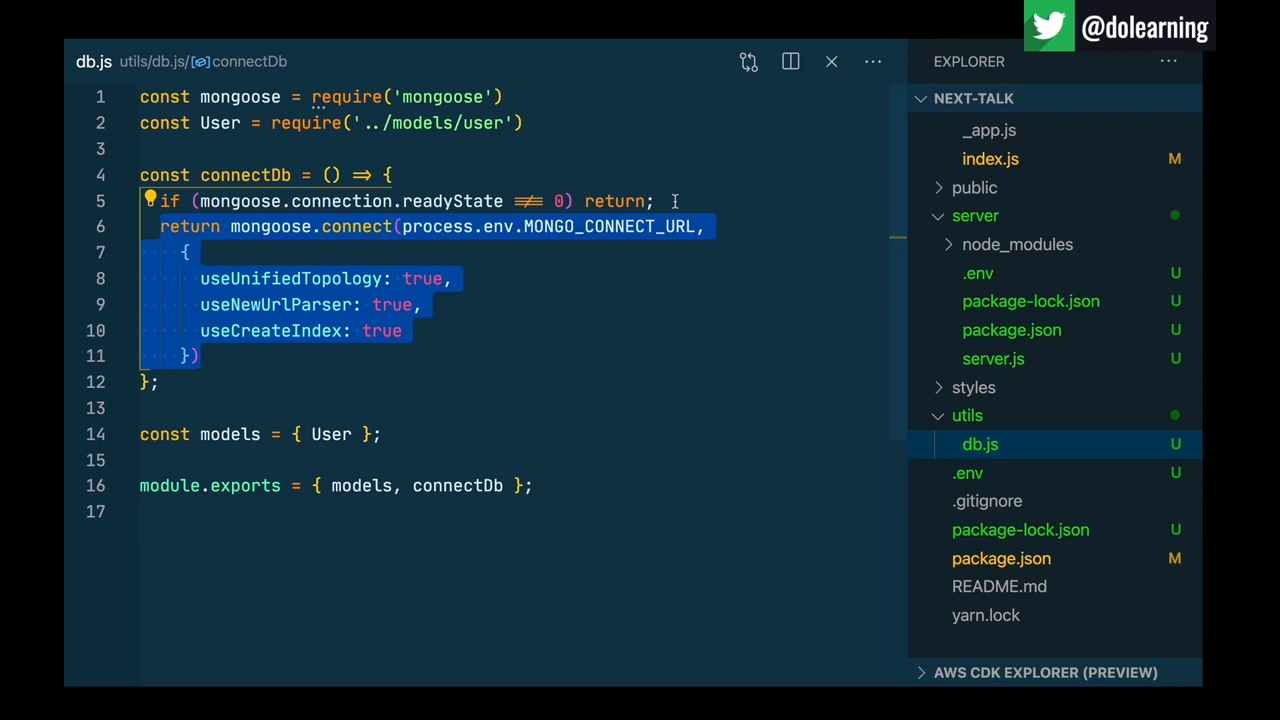 @dolearning
db.js utils/db.js/connectDb
1 const mongoose = require('mongoose')
2 const User = require('../models/user')
3
4 const connectDb = () => {
5 if (mongoose.connection.readyState !== 0) return;
6 return mongoose.connect(process.env.MONGO_CONNECT_URL,
7 {
8 useUnifiedTopology: true,
9 useNewUrlParser: true,
10 useCreateIndex: true
11 })
12 };
13
14 const models = { User };
15
16 module.exports = { models, connectDb };
17
EXPLORER
NEXT-TALK
_app.js
index.js M
public
server
node_modules
.env U
package-lock.json U
package.json U
server.js U
styles
utils
db.js U
.env U
.gitignore
package-lock.json U
package.json M
README.md
yarn.lock
AWS CDK EXPLORER (PREVIEW)